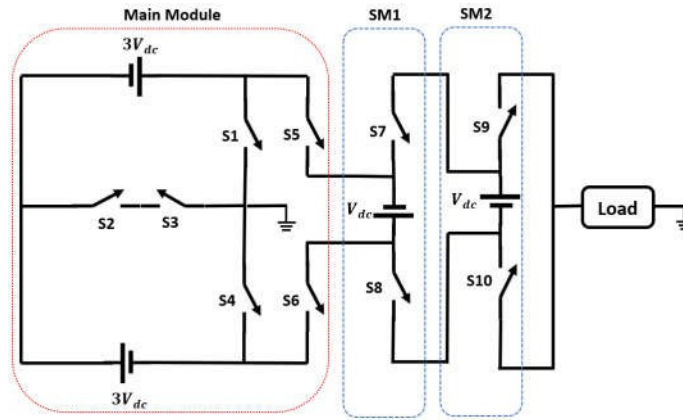 Main Module SM1 SM2
3V_dc
S1 S5 S7 S9
S2 S3 V_dc V_dc Load
S4 S6 S8 S10
3V_dc